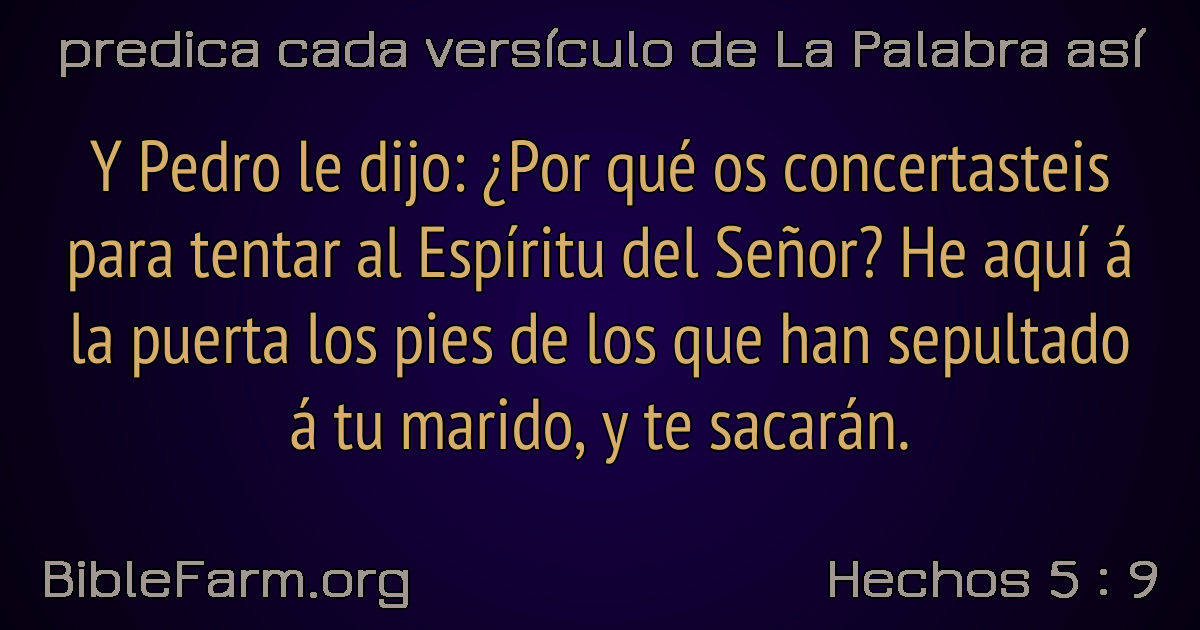 predica cada versículo de La Palabra así
Y Pedro le dijo: ¿Por qué os concertasteis
para tentar al Espíritu del Señor? He aquí á
la puerta los pies de los que han sepultado
á tu marido, y te sacarán.
BibleFarm.org
Hechos 5 : 9